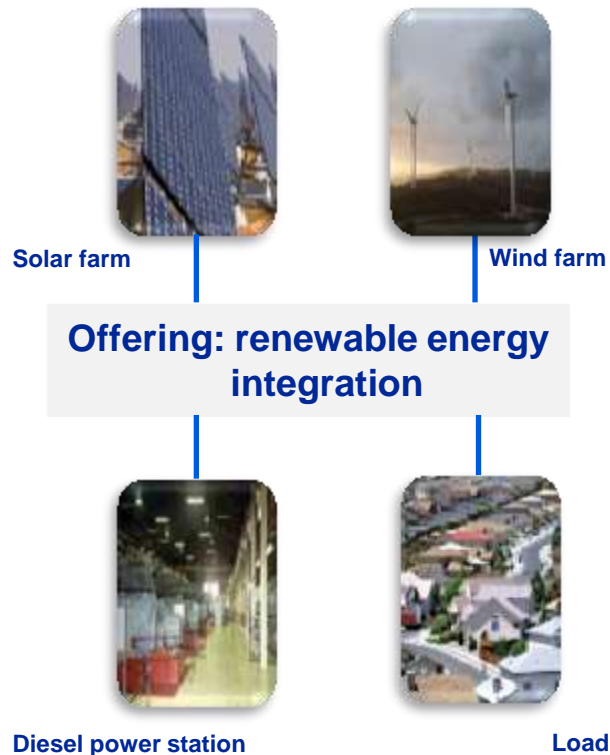 Solar farm
Wind farm
Offering: renewable energy
integration
Diesel power station
Load